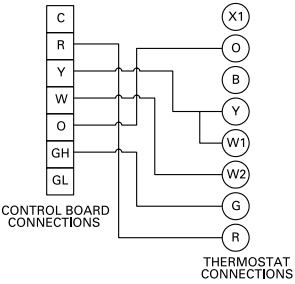 C
R
Y
W
O
GH
GL
CONTROL BOARD
CONNECTIONS
X1
O
B
Y
W1
W2
G
R
THERMOSTAT
CONNECTIONS